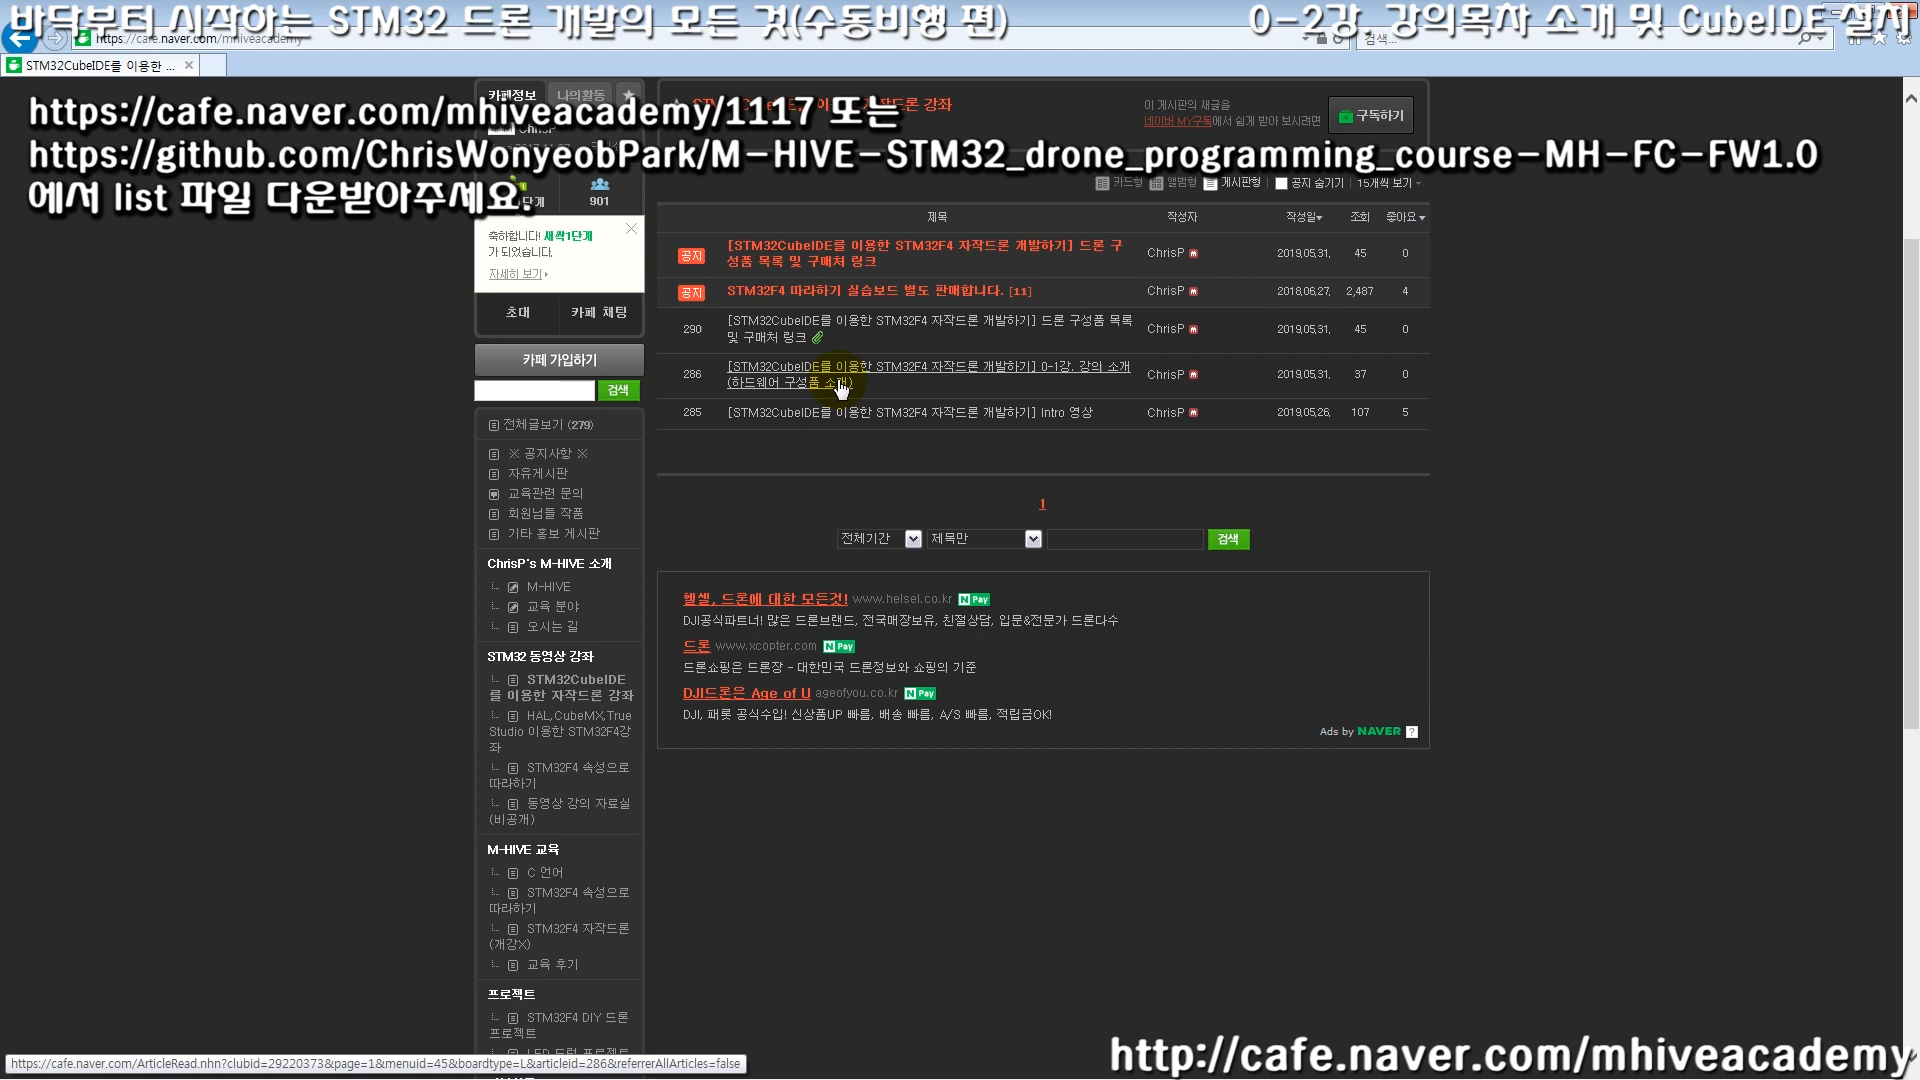 바닥부터 시작하는 STM32 드론 개발의 모든 것(수동비행 편)
0-2강. 강의목차 소개 및 CubeIDE 설치
https://cafe.naver.com/mhiveacademy
검색...
STM32CubeIDE를 이용한 ...
카페정보
나의활동
https://cafe.naver.com/mhiveacademy/1117 또는
https://github.com/ChrisWonyeobPark/M-HIVE-STM32_drone_programming_course-MH-FC-FW1.0
에서 list 파일 다운받아주세요.
자작드론 강좌
이 게시판의 새글을
네이버 MY구독에서 쉽게 받아 보시려면
구독하기
ChrisP
901
카드형
앨범형
게시판형
공지 숨기기
15개씩 보기
축하합니다! 새싹1단계
가 되었습니다.
자세히 보기
초대
카페 채팅
카페 가입하기
검색
제목
작성자
작성일
조회
좋아요
공지
[STM32CubeIDE를 이용한 STM32F4 자작드론 개발하기] 드론 구
성품 목록 및 구매처 링크
ChrisP
2019.05.31.
45
0
공지
STM32F4 따라하기 실습보드 별도 판매합니다. [11]
ChrisP
2018.06.27.
2,487
4
290
[STM32CubeIDE를 이용한 STM32F4 자작드론 개발하기] 드론 구성품 목록
및 구매처 링크
ChrisP
2019.05.31.
45
0
286
[STM32CubeIDE를 이용한 STM32F4 자작드론 개발하기] 0-1강. 강의 소개
(하드웨어 구성품 소개)
ChrisP
2019.05.31.
37
0
285
[STM32CubeIDE를 이용한 STM32F4 자작드론 개발하기] Intro 영상
ChrisP
2019.05.26.
107
5
1
전체기간
제목만
검색
헬셀, 드론에 대한 모든것! www.helsel.co.kr N Pay
DJI공식파트너! 많은 드론브랜드, 전국매장보유, 친절상담, 입문&전문가 드론다수
드론 www.xcopter.com N Pay
드론쇼핑은 드론장 - 대한민국 드론정보와 쇼핑의 기준
DJI드론은 Age of U ageofyou.co.kr N Pay
DJI, 패롯 공식수입! 신상품UP 빠름, 배송 빠름, A/S 빠름, 적립금OK!
Ads by NAVER ?
전체글보기 (279)
※ 공지사항 ※
자유게시판
교육관련 문의
회원님들 작품
기타 홍보 게시판
ChrisP's M-HIVE 소개
M-HIVE
교육 분야
오시는 길
STM32 동영상 강좌
STM32CubeIDE
를 이용한 자작드론 강좌
HAL,CubeMX,True
Studio 이용한 STM32F4강
좌
STM32F4 속성으로
따라하기
동영상 강의 자료실
(비공개)
M-HIVE 교육
C 언어
STM32F4 속성으로
따라하기
STM32F4 자작드론
(개강X)
교육 후기
프로젝트
STM32F4 DIY 드론
프로젝트
LED 드럼 프로젝트
https://cafe.naver.com/ArticleRead.nhn?clubid=29220373&page=1&menuid=45&boardtype=L&articleid=286&referrerAllArticles=false
http://cafe.naver.com/mhiveacademy